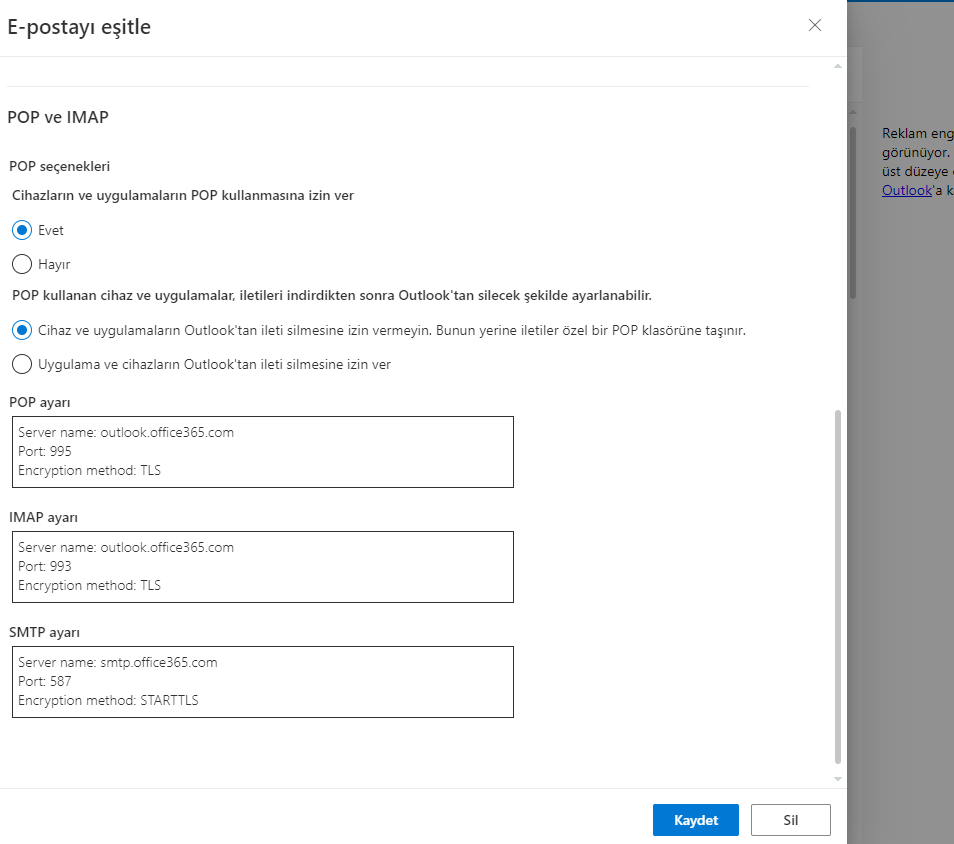 E-postayı eşitle
POP ve IMAP
POP seçenekleri
Cihazların ve uygulamaların POP kullanmasına izin ver
Evet
Hayır
POP kullanan cihaz ve uygulamalar, iletileri indirdikten sonra Outlook'tan silecek şekilde ayarlanabilir.
Cihaz ve uygulamaların Outlook'tan ileti silmesine izin vermeyin. Bunun yerine iletiler özel bir POP klasörüne taşınır.
Uygulama ve cihazların Outlook'tan ileti silmesine izin ver
POP ayarı
Server name: outlook.office365.com
Port: 995
Encryption method: TLS
IMAP ayarı
Server name: outlook.office365.com
Port: 993
Encryption method: TLS
SMTP ayarı
Server name: smtp.office365.com
Port: 587
Encryption method: STARTTLS
Kaydet
Sil
Reklam eng
görünüyor.
üst düzeye
Outlook'a k